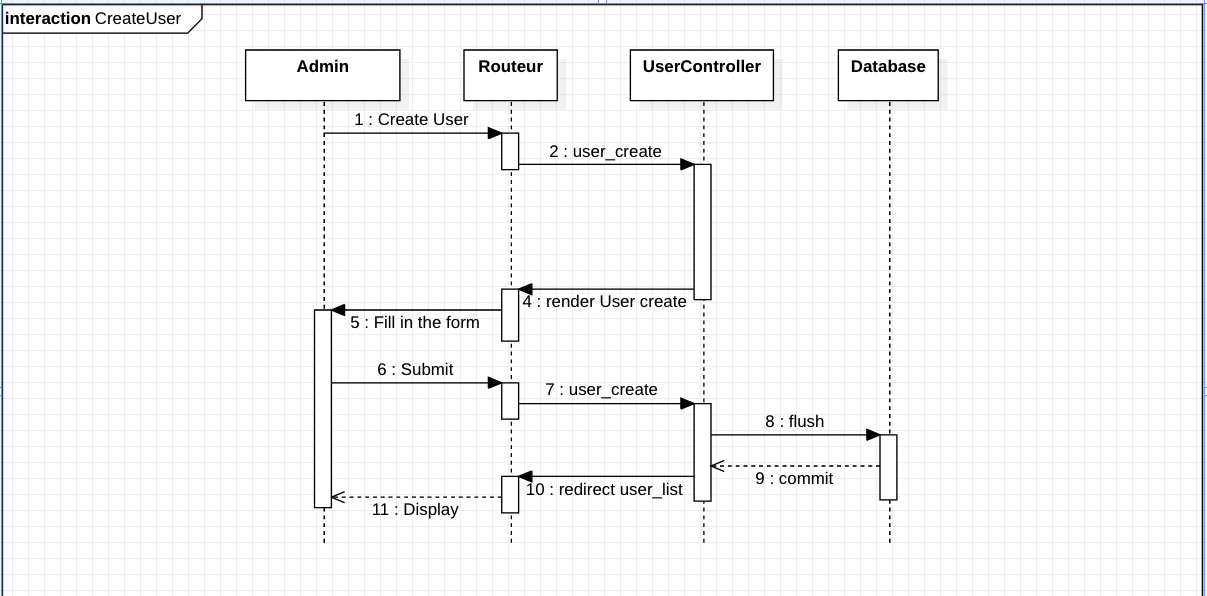 interaction CreateUser
Admin
Routeur
UserController
Database
1 : Create User
2 : user_create
4 : render User create
5 : Fill in the form
6 : Submit
7 : user_create
8 : flush
9 : commit
10 : redirect user_list
11 : Display